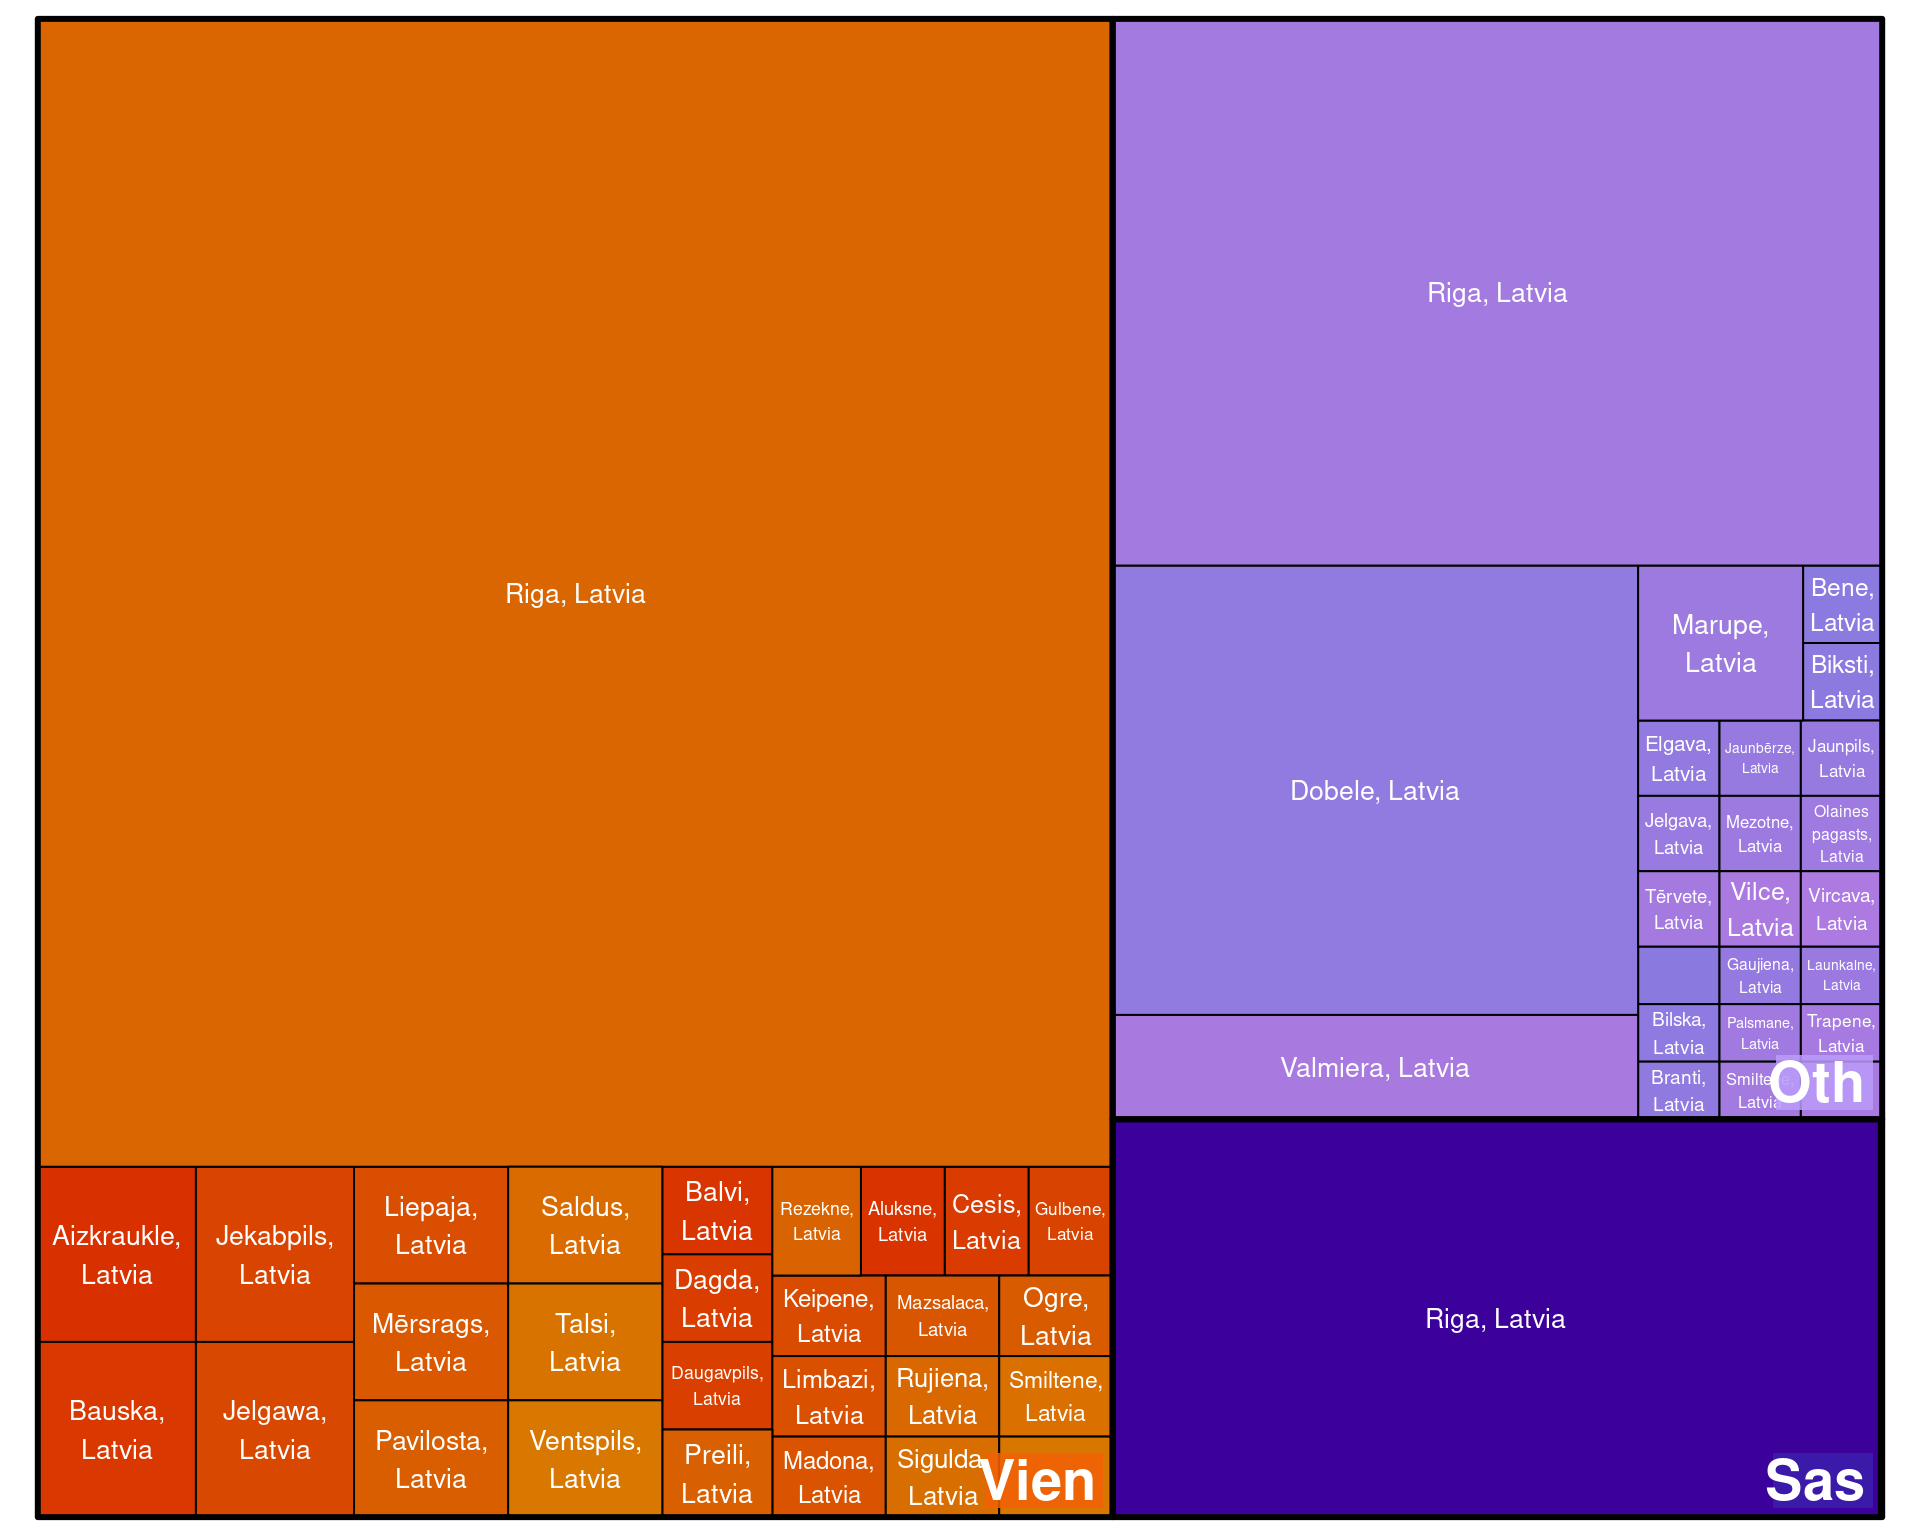 Riga, Latvia
Aizkraukle,
Latvia
Bauska,
Latvia
Jekabpils,
Latvia
Jelgawa,
Latvia
Liepaja,
Latvia
Mērsrags,
Latvia
Pavilosta,
Latvia
Saldus,
Latvia
Talsi,
Latvia
Ventspils,
Latvia
Balvi,
Latvia
Dagda,
Latvia
Daugavpils,
Latvia
Preili,
Latvia
Rezekne,
Latvia
Aluksne,
Latvia
Cesis,
Latvia
Gulbene,
Latvia
Keipene,
Latvia
Mazsalaca,
Latvia
Ogre,
Latvia
Limbazi,
Latvia
Rujiena,
Latvia
Smiltene,
Latvia
Madona,
Latvia
Sigulda,
Latvia
Vien
Riga, Latvia
Dobele, Latvia
Valmiera, Latvia
Marupe,
Latvia
Bene,
Latvia
Biksti,
Latvia
Elgava,
Latvia
Jaunbērze,
Latvia
Jaunpils,
Latvia
Jelgava,
Latvia
Mezotne,
Latvia
Olaines
pagasts,
Latvia
Tērvete,
Latvia
Vilce,
Latvia
Vircava,
Latvia
Gaujiena,
Latvia
Launkalne,
Latvia
Bilska,
Latvia
Palsmane,
Latvia
Trapene,
Latvia
Branti,
Latvia
Smiltene,
Latvia
Oth
Riga, Latvia
Sas